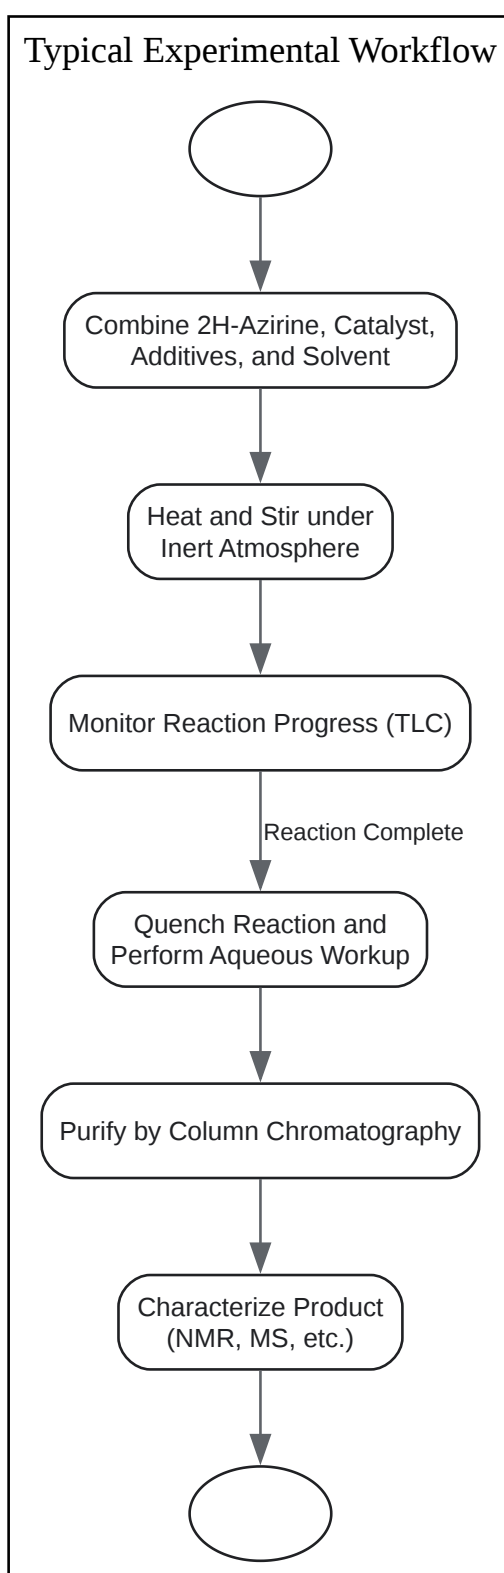 Typical Experimental Workflow
Combine 2H-Azirine, Catalyst,
Additives, and Solvent
Heat and Stir under
Inert Atmosphere
Monitor Reaction Progress (TLC)
Reaction Complete
Quench Reaction and
Perform Aqueous Workup
Purify by Column Chromatography
Characterize Product
(NMR, MS, etc.)